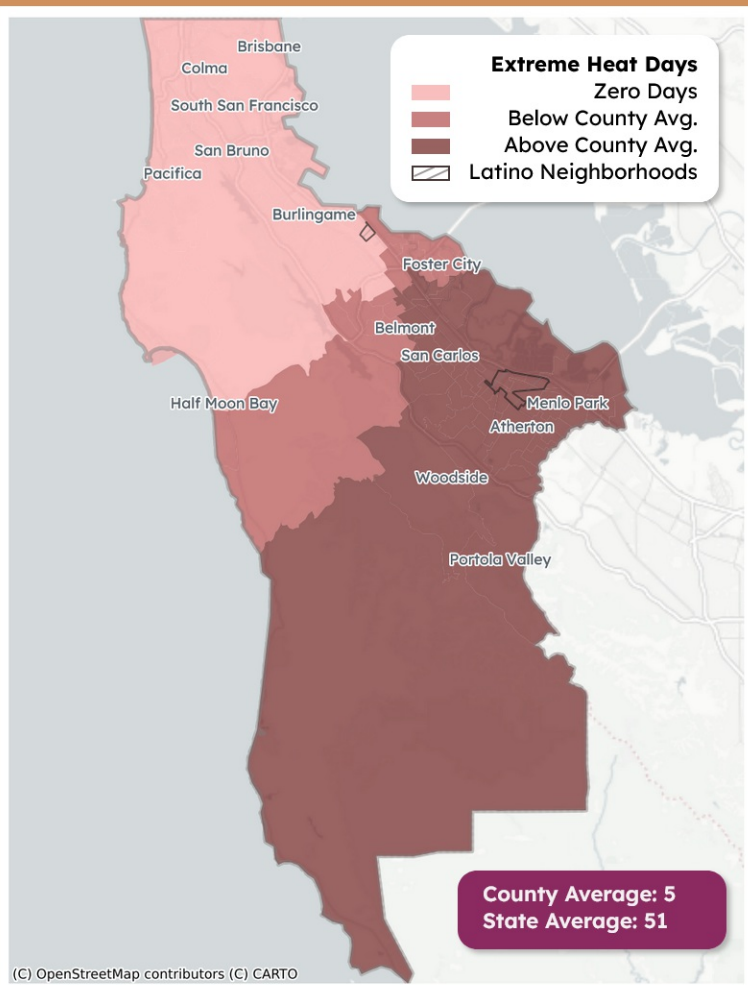 Extreme Heat Days
Zero Days
Below County Avg.
Above County Avg.
Latino Neighborhoods
Brisbane
Colma
South San Francisco
San Bruno
Pacifica
Burlingame
Foster City
Belmont
San Carlos
Half Moon Bay
Menlo Park
Atherton
Woodside
Portola Valley
County Average: 5
State Average: 51
(C) OpenStreetMap contributors (C) CARTO